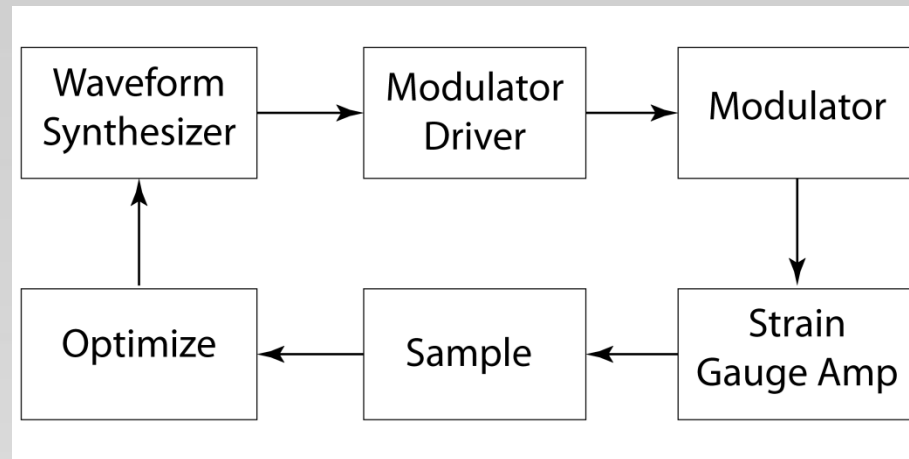 Waveform
Synthesizer
Modulator
Driver
Modulator
Optimize
Sample
Strain
Gauge Amp